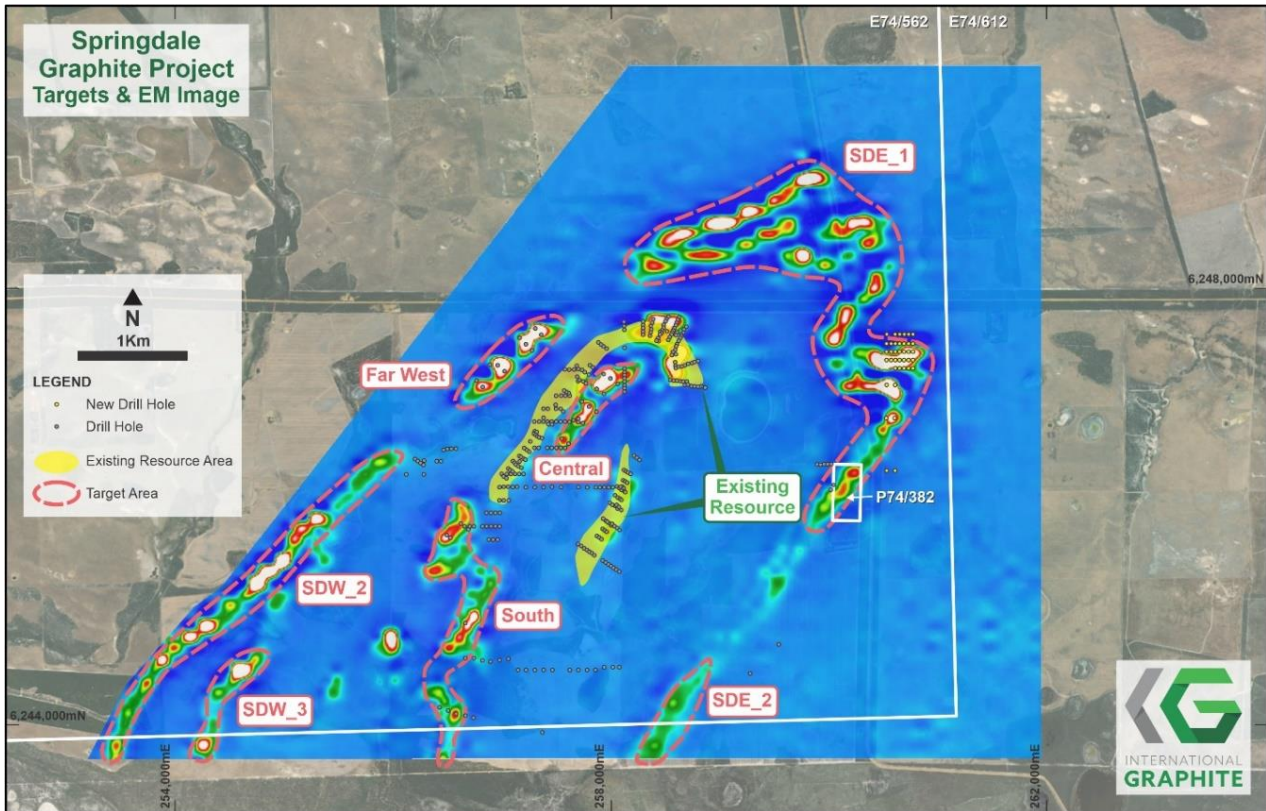 Springdale
Graphite Project
Targets & EM Image
E74/562
E74/612
SDE_1
6,248,000mN
N
1Km
LEGEND
New Drill Hole
Drill Hole
Existing Resource Area
Target Area
Far West
Central
Existing
Resource
P74/382
SDW_2
South
SDW_3
SDE_2
6,244,000mN
254,000mE
258,000mE
262,000mE
INTERNATIONAL
GRAPHITE